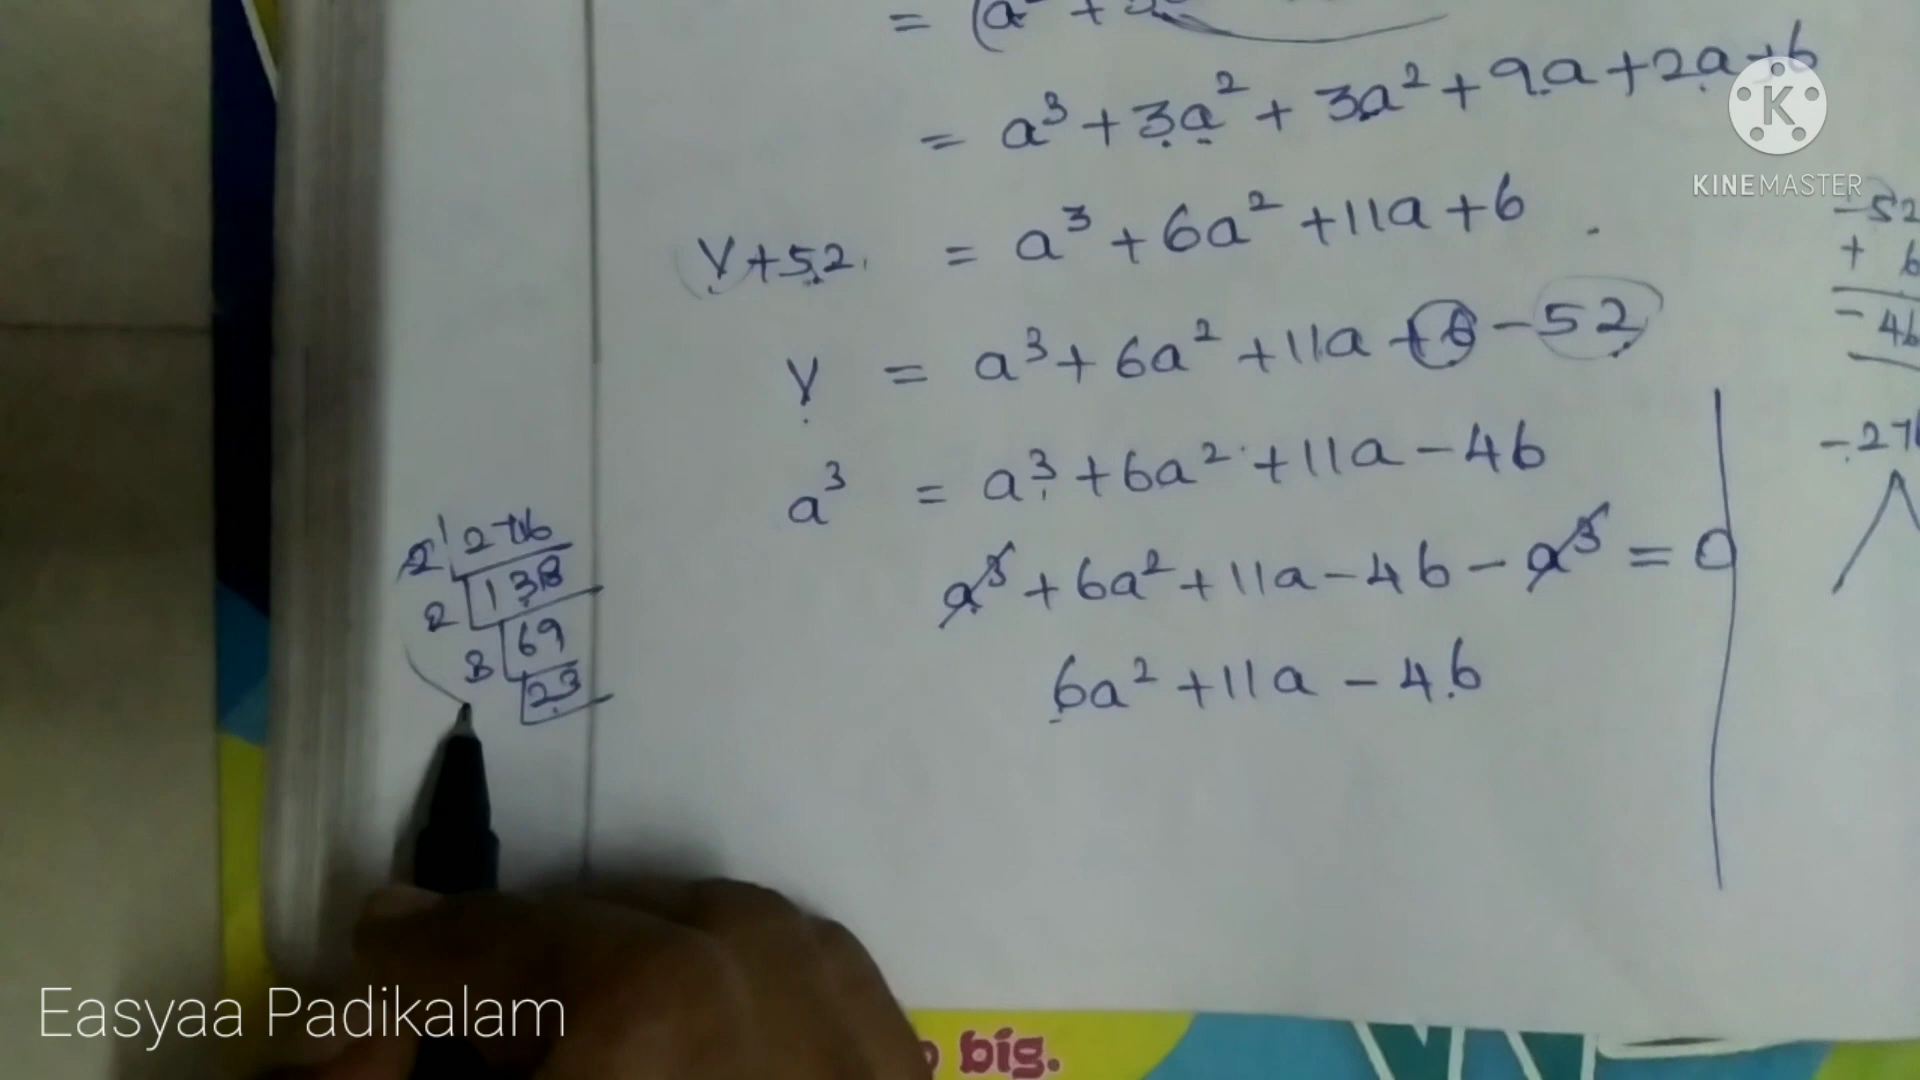 = (a² +
= a³ + 3a² + 3a² + 9a + 2a + 6
KINEMASTER
V + 52 = a³ + 6a² + 11a + 6
V = a³ + 6a² + 11a + 6 - 52
a³ = a³ + 6a² + 11a - 46
a³ + 6a² + 11a - 46 - a³ = 0
6a² + 11a - 46
-52
+ 6
-46
-276
2 276
2 138
3 69
23
Easyaa Padikalam
big.